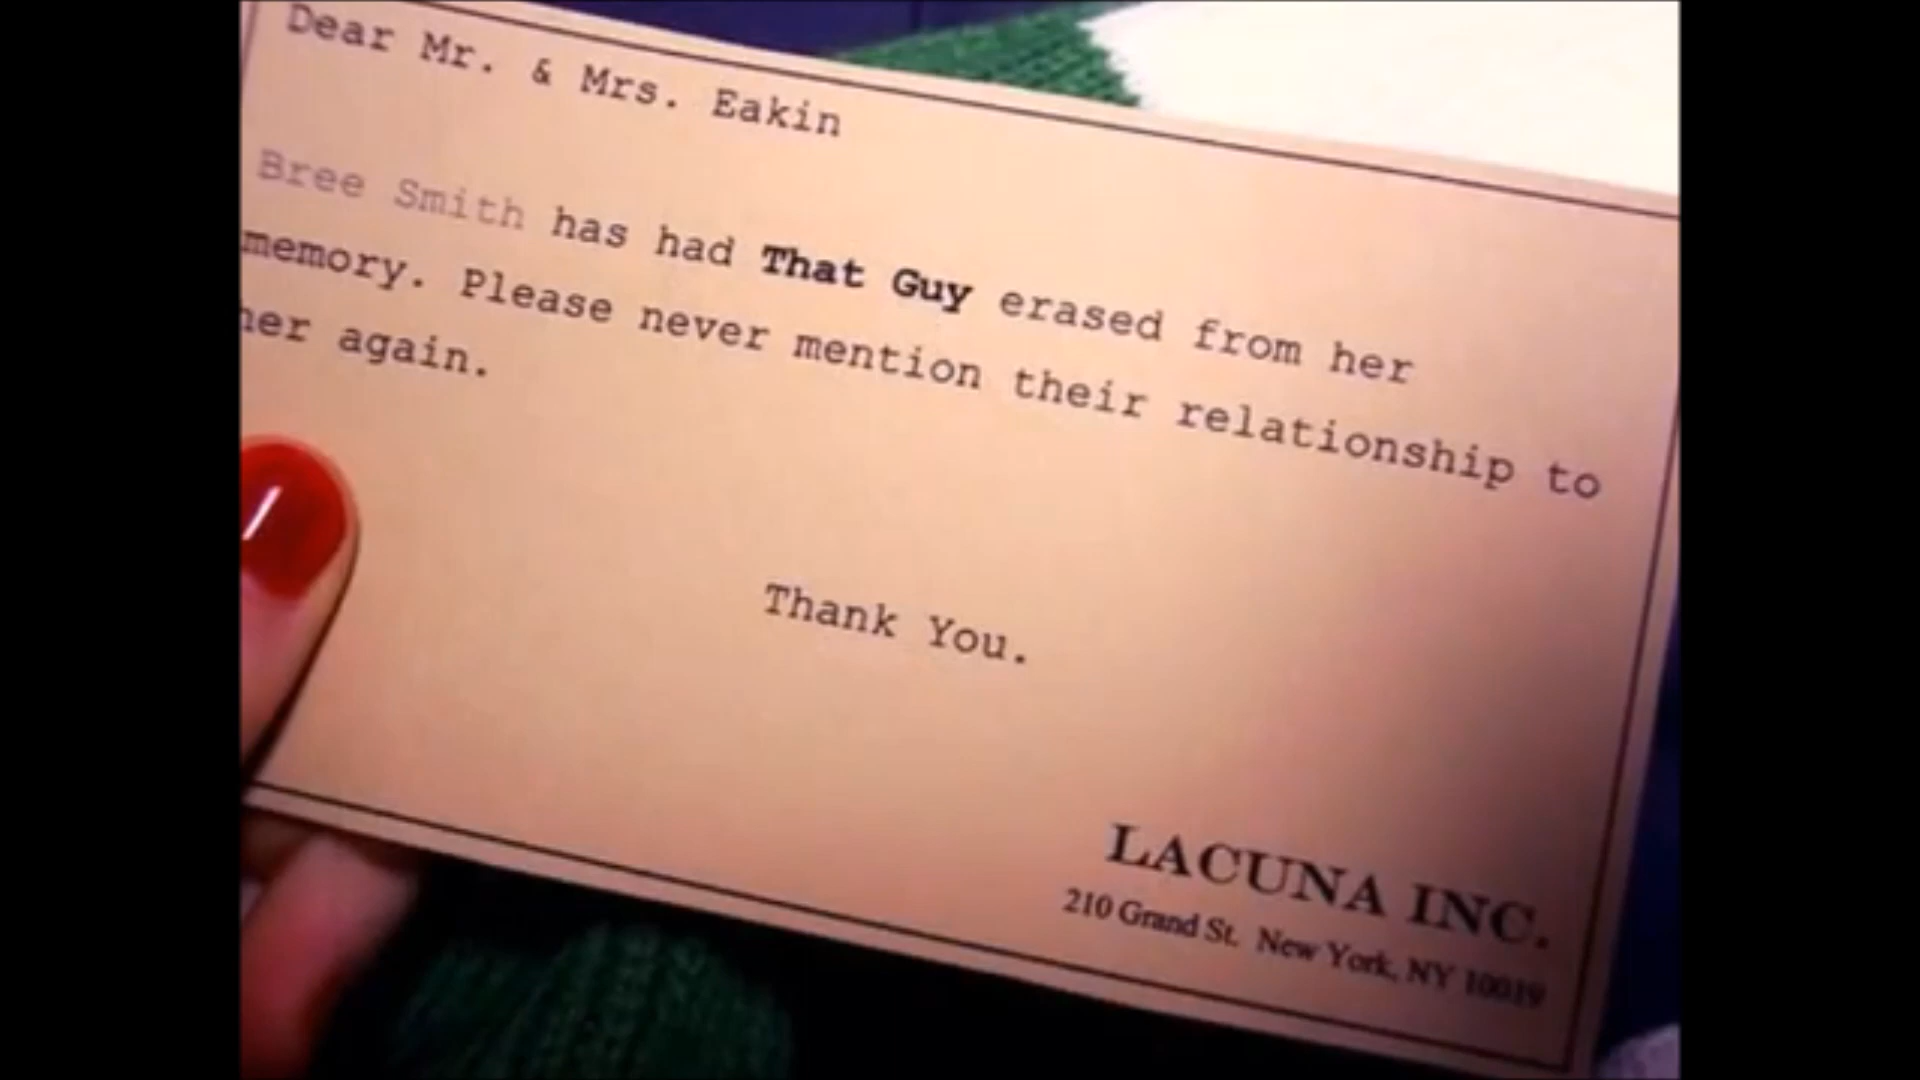 Dear Mr. & Mrs. Eakin
Bree Smith has had That Guy erased from her
memory. Please never mention their relationship to
her again.
Thank You.
LACUNA INC.
210 Grand St. New York, NY 10019